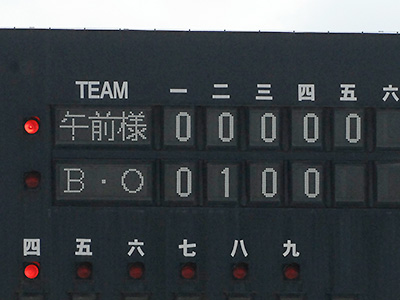 TEAM 一 二 三 四 五 六
午前様 0 0 0 0 0
B・O 0 1 0 0
四 五 六 七 八 九